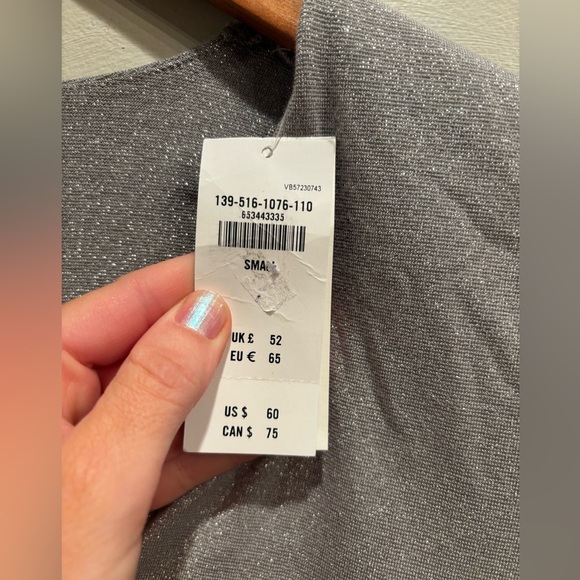 VB57230743
139-516-1076-110
653443335
UK £ 52
EU € 65
US $ 60
CAN $ 75